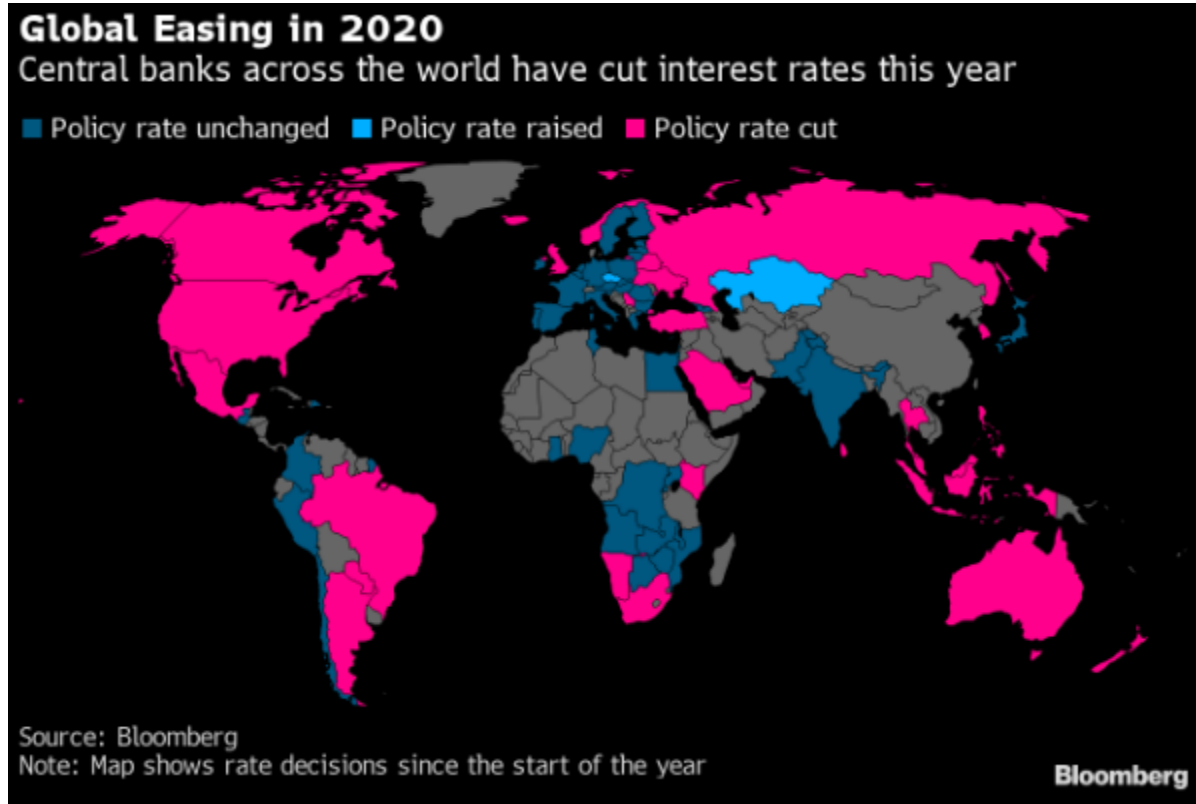 Global Easing in 2020
Central banks across the world have cut interest rates this year
Policy rate unchanged Policy rate raised Policy rate cut
Source: Bloomberg
Note: Map shows rate decisions since the start of the year
Bloomberg